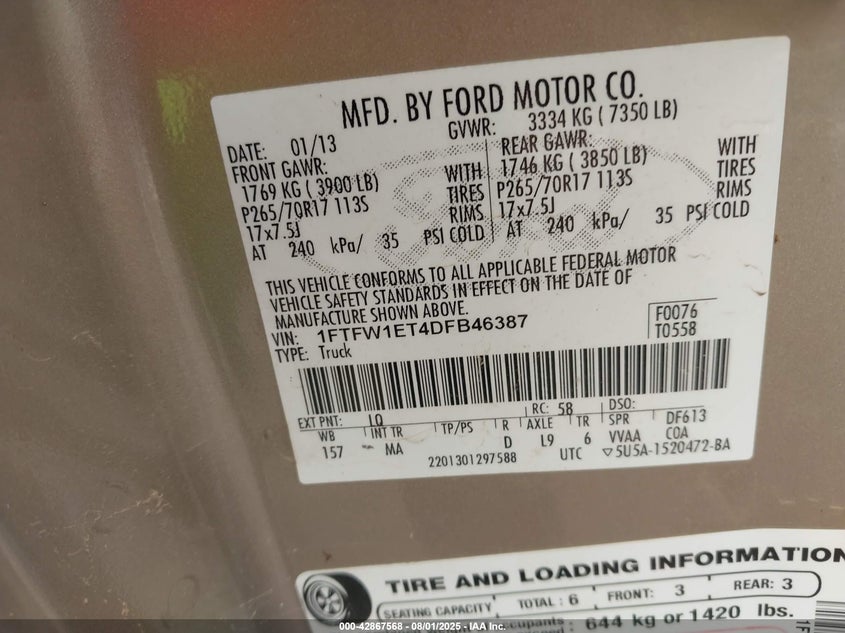 MFD. BY FORD MOTOR CO.
DATE: 01/13 GVWR: 3334 KG ( 7350 LB)
FRONT GAWR: REAR GAWR:
1769 KG ( 3900 LB) WITH 1746 KG ( 3850 LB) WITH
P265/70R17 113S TIRES P265/70R17 113S TIRES
17x7.5J RIMS 17x7.5J RIMS
AT 240 kPa/ 35 PSI COLD AT 240 kPa/ 35 PSI COLD
THIS VEHICLE CONFORMS TO ALL APPLICABLE FEDERAL MOTOR
VEHICLE SAFETY STANDARDS IN EFFECT ON THE DATE OF
MANUFACTURE SHOWN ABOVE.
VIN: 1FTFW1ET4DFB46387 F0076
TYPE: Truck T0558
EXT PNT: LQ RC: 58 DSO:
WB INT TR TP/PS R AXLE TR SPR DF613
157 MA D L9 6 VVAA COA
2201301297588 UTC ▽5U5A-1520472-BA
TIRE AND LOADING INFORMATION
SEATING CAPACITY TOTAL: 6 FRONT: 3 REAR: 3
644 kg or 1420 lbs.
000-42867568 - 08/01/2025 - IAA Inc.